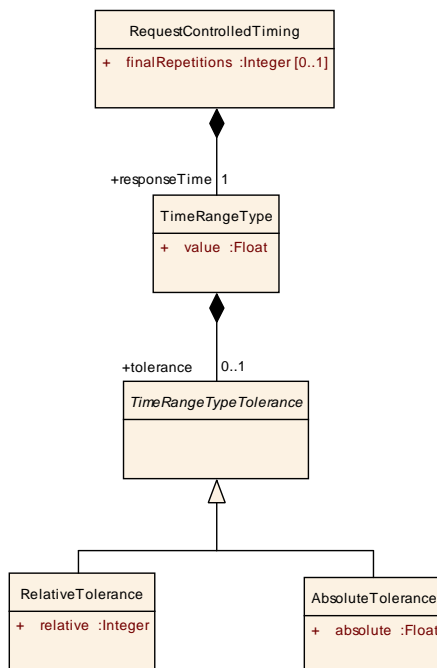 RequestControlledTiming
+ finalRepetitions :Integer [0..1]
+responseTime 1
TimeRangeType
+ value :Float
+tolerance 0..1
TimeRangeTypeTolerance
RelativeTolerance
+ relative :Integer
AbsoluteTolerance
+ absolute :Float